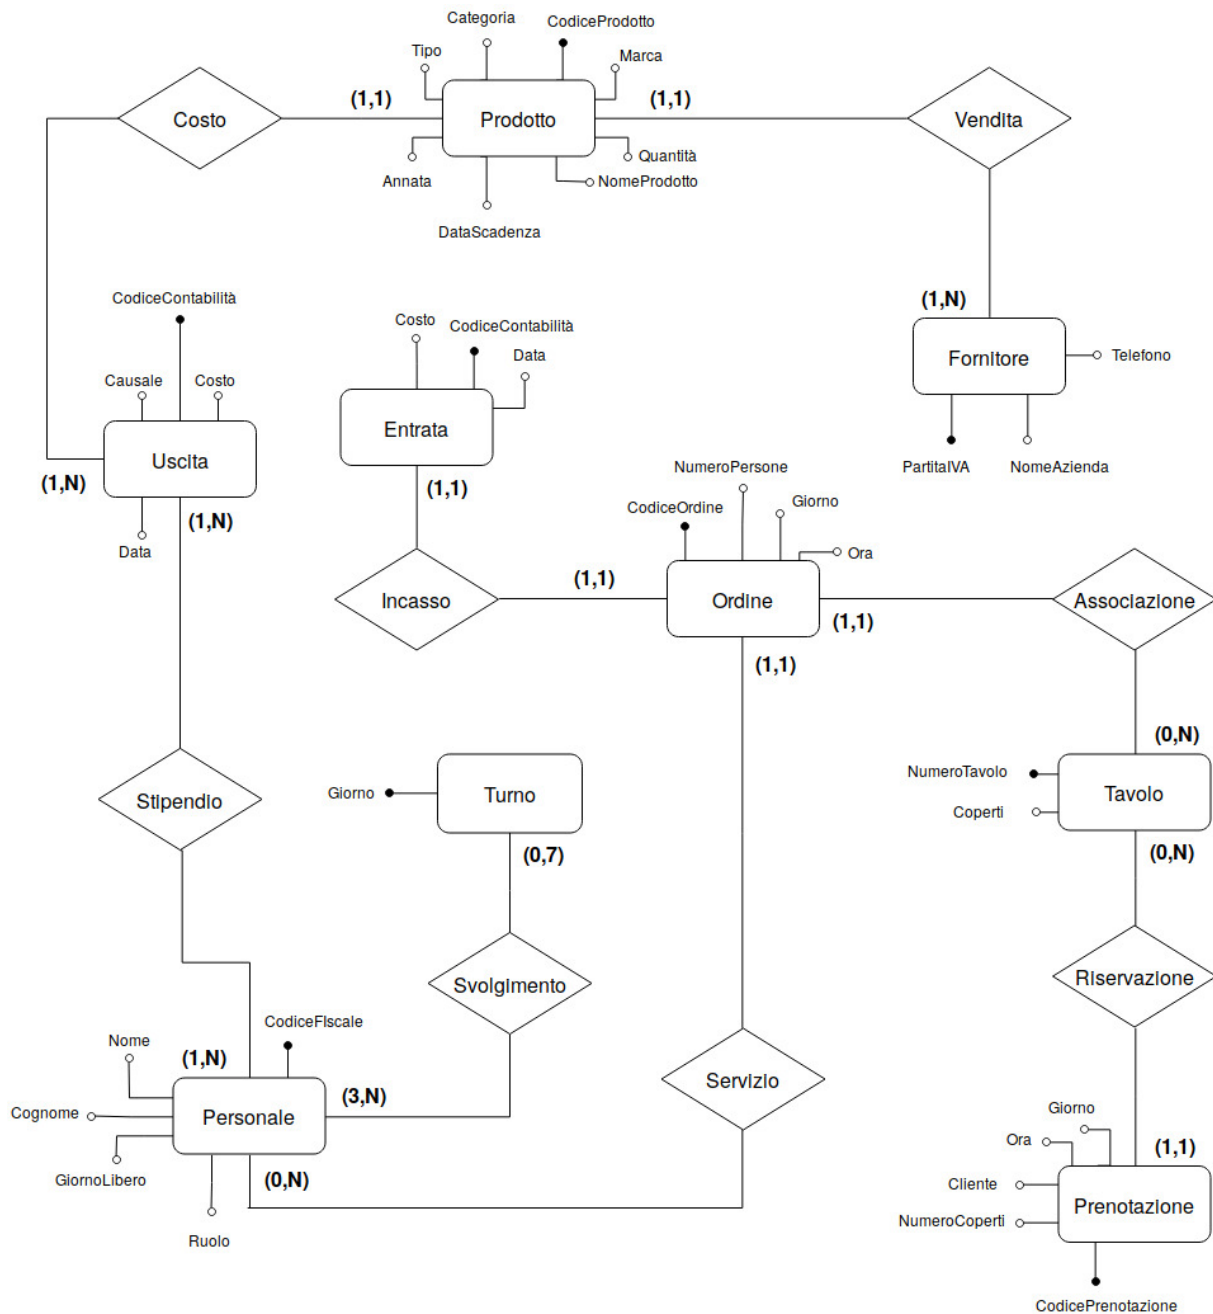 Categoria
CodiceProdotto
Tipo
Marca
(1,1)
(1,1)
Costo
Prodotto
Vendita
Quantità
Annata
NomeProdotto
DataScadenza
CodiceContabilità
(1,N)
Costo
CodiceContabilità
Data
Fornitore
Telefono
Causale
Costo
Entrata
Uscita
PartitaIVA
NomeAzienda
NumeroPersone
(1,N)
(1,1)
CodiceOrdine
Giorno
(1,N)
Data
Ora
(1,1)
Incasso
Ordine
Associazione
(1,1)
(1,1)
(0,N)
NumeroTavolo
Giorno
Turno
Tavolo
Stipendio
Coperti
(0,7)
(0,N)
Riservazione
Svolgimento
CodiceFIscale
Nome
(1,N)
Servizio
(3,N)
Giorno
Cognome
Personale
Ora
(1,1)
GiornoLibero
(0,N)
Cliente
Prenotazione
NumeroCoperti
Ruolo
CodicePrenotazione